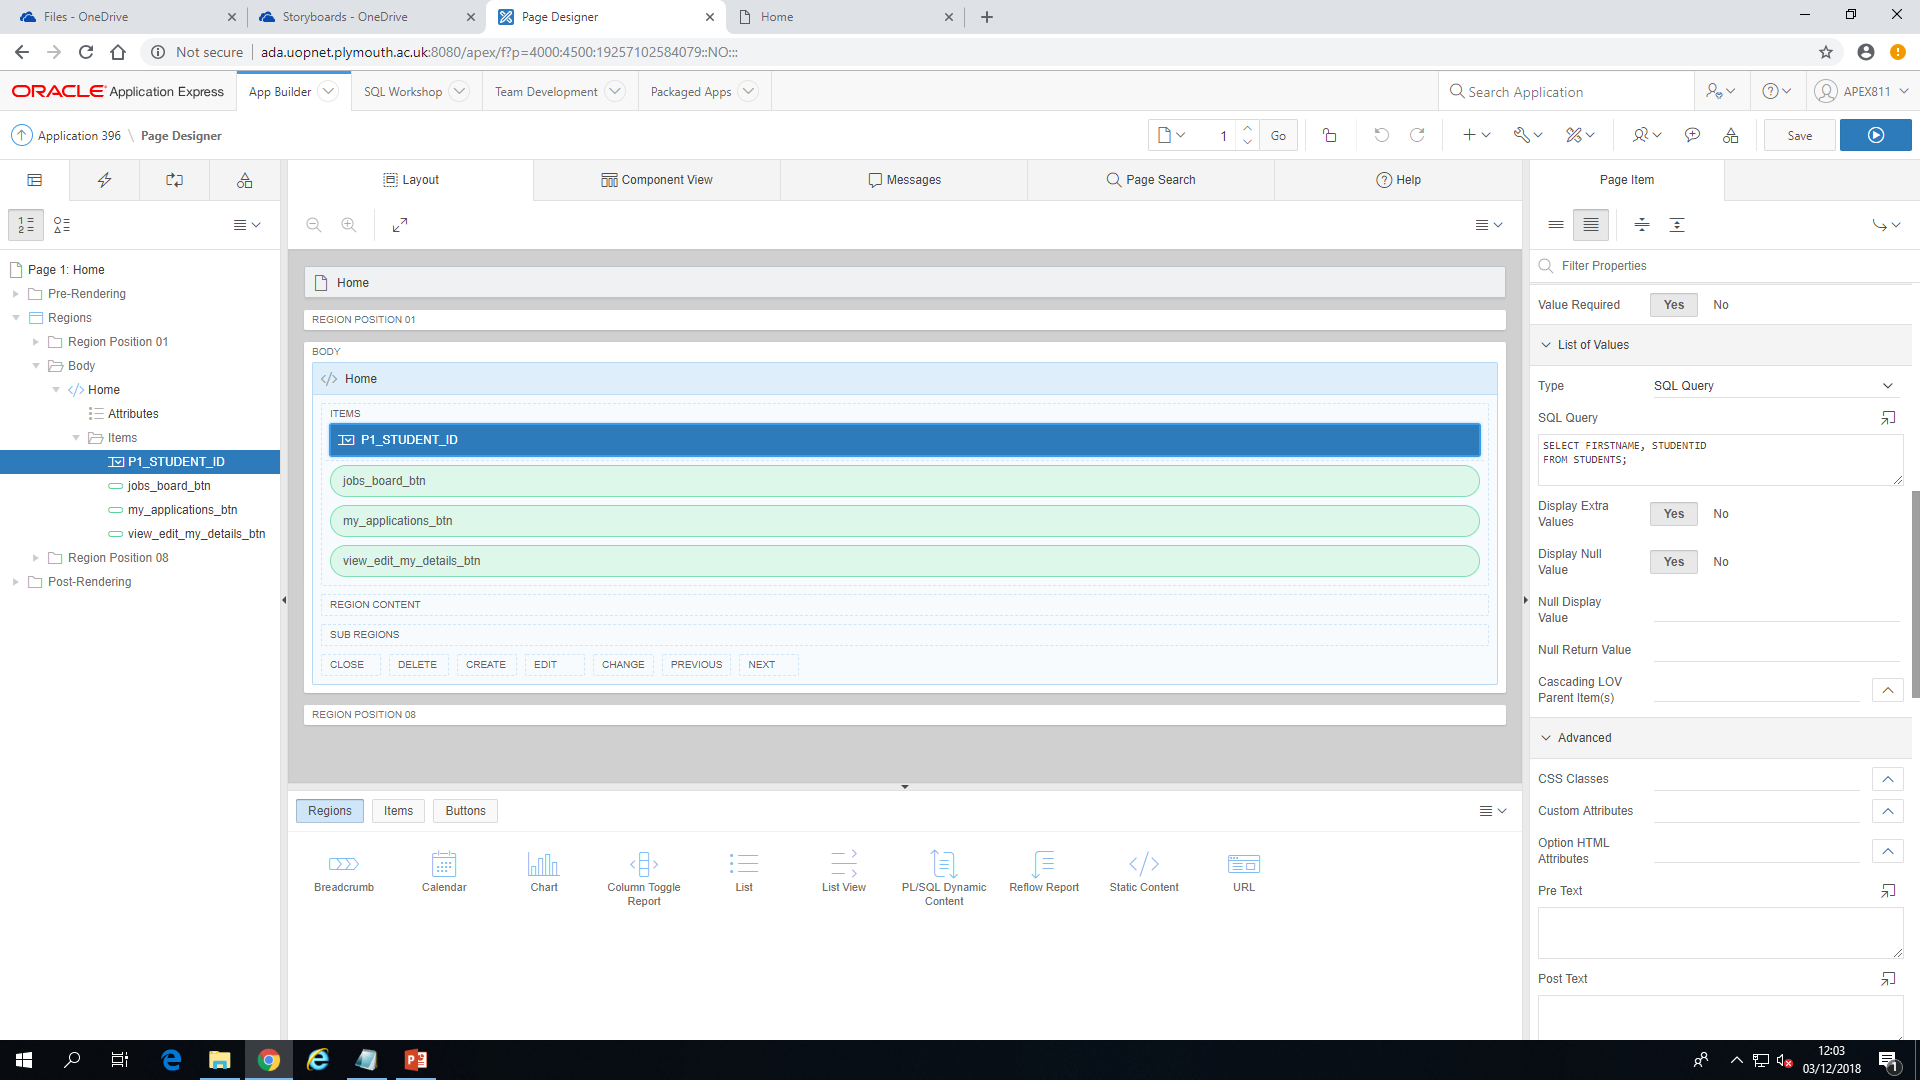 Files - OneDrive
Storyboards - OneDrive
Page Designer
Home
Not secure
ada.uopnet.plymouth.ac.uk:8080/apex/f?p=4000:4500:19257102584079::NO:::
ORACLE Application Express
App Builder
SQL Workshop
Team Development
Packaged Apps
Search Application
APEX811
Application 396 \ Page Designer
1
Go
Save
Layout
Component View
Messages
Page Search
Help
Page Item
Page 1: Home
Pre-Rendering
Regions
Region Position 01
Body
Home
Attributes
Items
P1_STUDENT_ID
jobs_board_btn
my_applications_btn
view_edit_my_details_btn
Region Position 08
Post-Rendering
Home
REGION POSITION 01
BODY
Home
ITEMS
P1_STUDENT_ID
jobs_board_btn
my_applications_btn
view_edit_my_details_btn
REGION CONTENT
SUB REGIONS
CLOSE DELETE CREATE EDIT CHANGE PREVIOUS NEXT
REGION POSITION 08
Regions
Items
Buttons
Breadcrumb
Calendar
Chart
Column Toggle
Report
List
List View
PL/SQL Dynamic
Content
Reflow Report
Static Content
URL
Filter Properties
Value Required Yes No
List of Values
Type SQL Query
SQL Query
SELECT FIRSTNAME, STUDENTID
FROM STUDENTS;
Display Extra
Values
Yes No
Display Null
Value
Yes No
Null Display
Value
Null Return Value
Cascading LOV
Parent Item(s)
Advanced
CSS Classes
Custom Attributes
Option HTML
Attributes
Pre Text
Post Text
12:03
03/12/2018
1